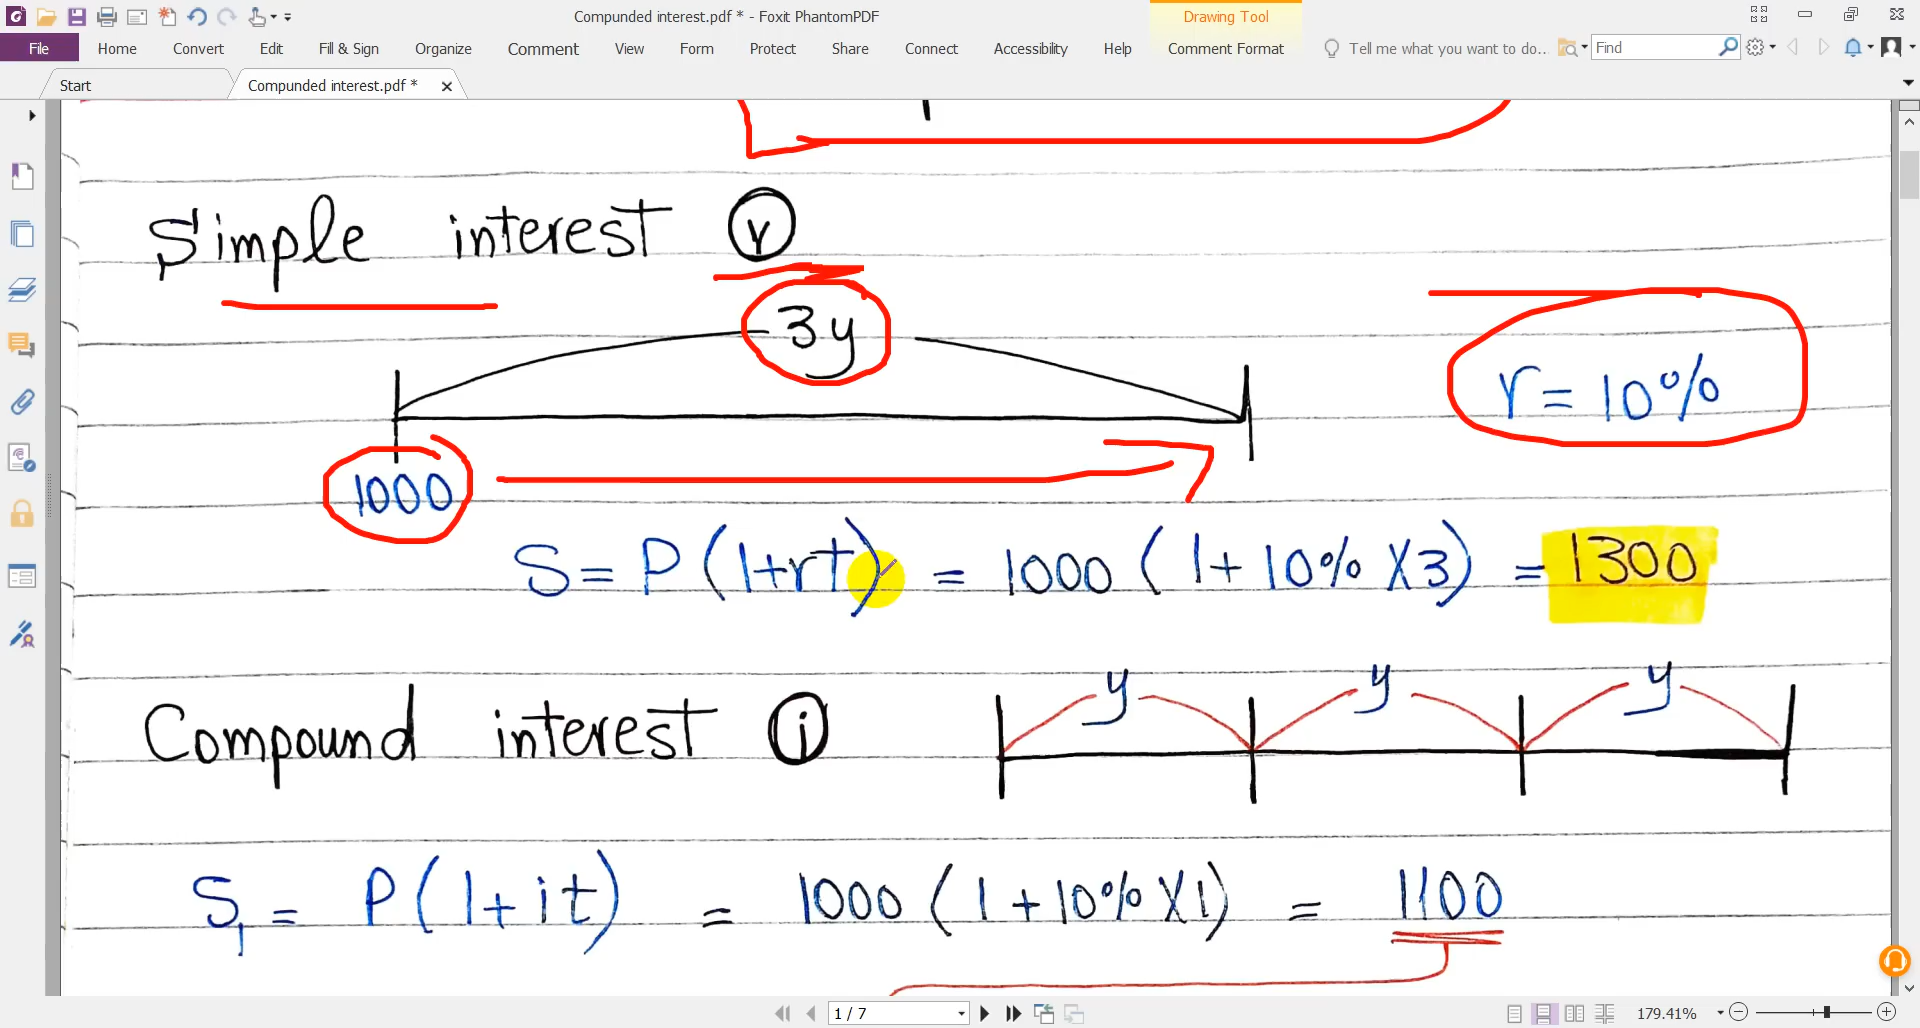 Compunded interest.pdf * - Foxit PhantomPDF
Drawing Tool
File Home Convert Edit Fill & Sign Organize Comment View Form Protect Share Connect Accessibility Help Comment Format Tell me what you want to do... Find
Start Compunded interest.pdf *
Simple interest r
3y
r = 10%
1000
S = P (1+rt) = 1000 (1+ 10% X3) = 1300
Compound interest i
y y y
S1 = P(1+it) = 1000 (1+10% X1) = 1100
1 / 7
179.41%